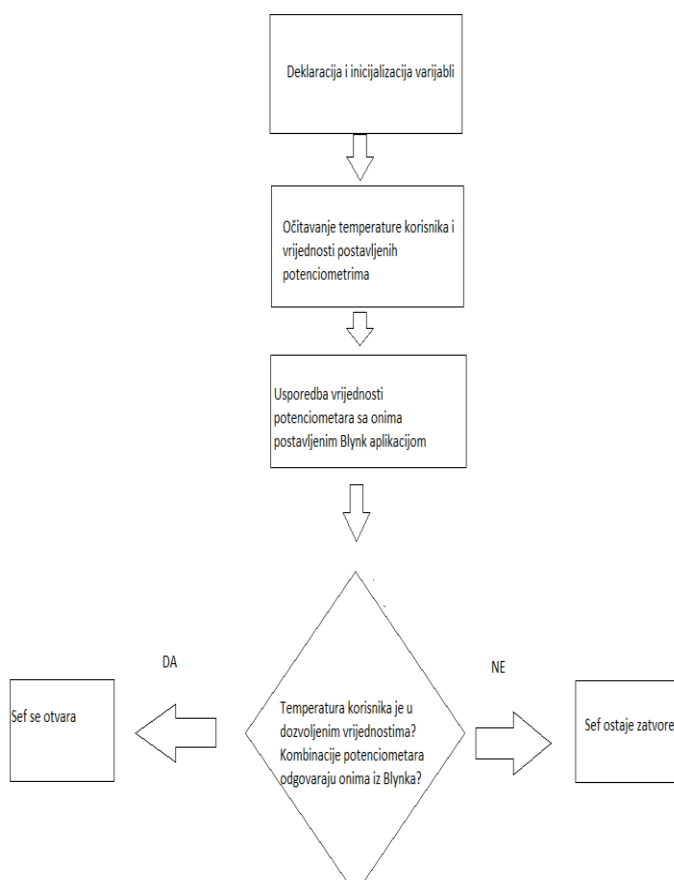 Deklaracija i inicijalizacija varijabli
Očitavanje temperature korisnika i
vrijednosti postavljenih
potenciometrima
Usporedba vrijednosti
potenciometara sa onima
postavljenim Blynk aplikacijom
DA
NE
Sef se otvara
Temperatura korisnika je u
dozvoljenim vrijednostima?
Kombinacije potenciometara
odgovaraju onima iz Blynka?
Sef ostaje zatvore